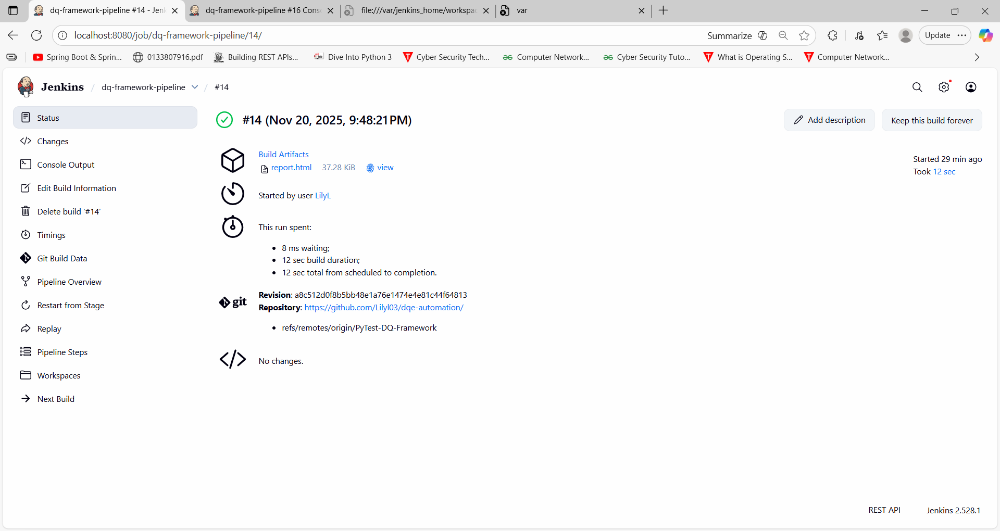 dq-framework-pipeline #14 - Jenk
dq-framework-pipeline #16 Cons
file:///var/jenkins_home/workspac
var
localhost:8080/job/dq-framework-pipeline/14/
Summarize
Update
Spring Boot & Sprin...
0133807916.pdf
Building REST APIs...
Dive Into Python 3
Cyber Security Tech...
Computer Network...
Cyber Security Tuto...
What is Operating S...
Computer Network...
Jenkins / dq-framework-pipeline / #14
Status
Changes
Console Output
Edit Build Information
Delete build ‘#14’
Timings
Git Build Data
Pipeline Overview
Restart from Stage
Replay
Pipeline Steps
Workspaces
Next Build
#14 (Nov 20, 2025, 9:48:21 PM)
Add description
Keep this build forever
Build Artifacts
report.html 37.28 KiB view
Started 29 min ago
Took 12 sec
Started by user LilyL
This run spent:
8 ms waiting;
12 sec build duration;
12 sec total from scheduled to completion.
git
Revision: a8c512d0f8b5bb48e1a76e1474e4e81c44f64813
Repository: https://github.com/Lilyl03/dqe-automation/
refs/remotes/origin/PyTest-DQ-Framework
No changes.
REST API
Jenkins 2.528.1